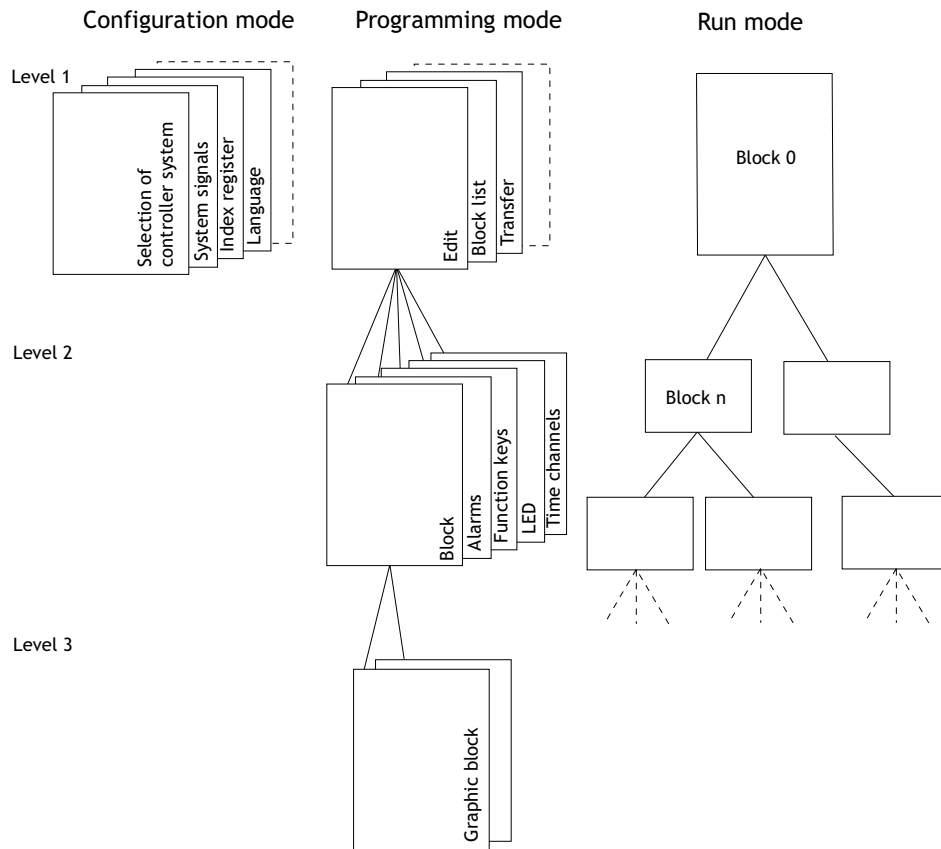 Configuration mode
Programming mode
Run mode
Level 1
Selection of
controller system
System signals
Index register
Language
Edit
Block list
Transfer
Block 0
Level 2
Block
Alarms
Function keys
LED
Time channels
Block n
Level 3
Graphic block